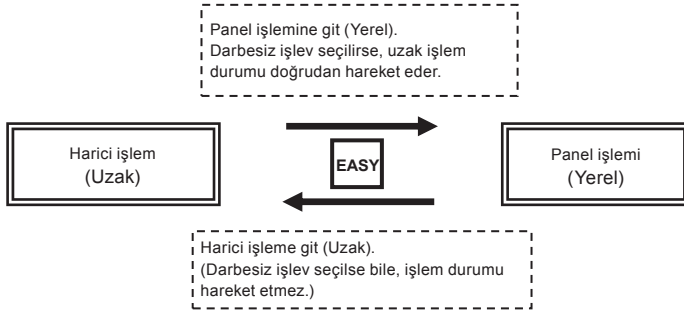 Panel işlemine git (Yerel).
Darbesiz işlev seçilirse, uzak işlem
durumu doğrudan hareket eder.
Harici işlem
(Uzak)
EASY
Panel işlemi
(Yerel)
Harici işleme git (Uzak).
(Darbesiz işlev seçilse bile, işlem durumu
hareket etmez.)